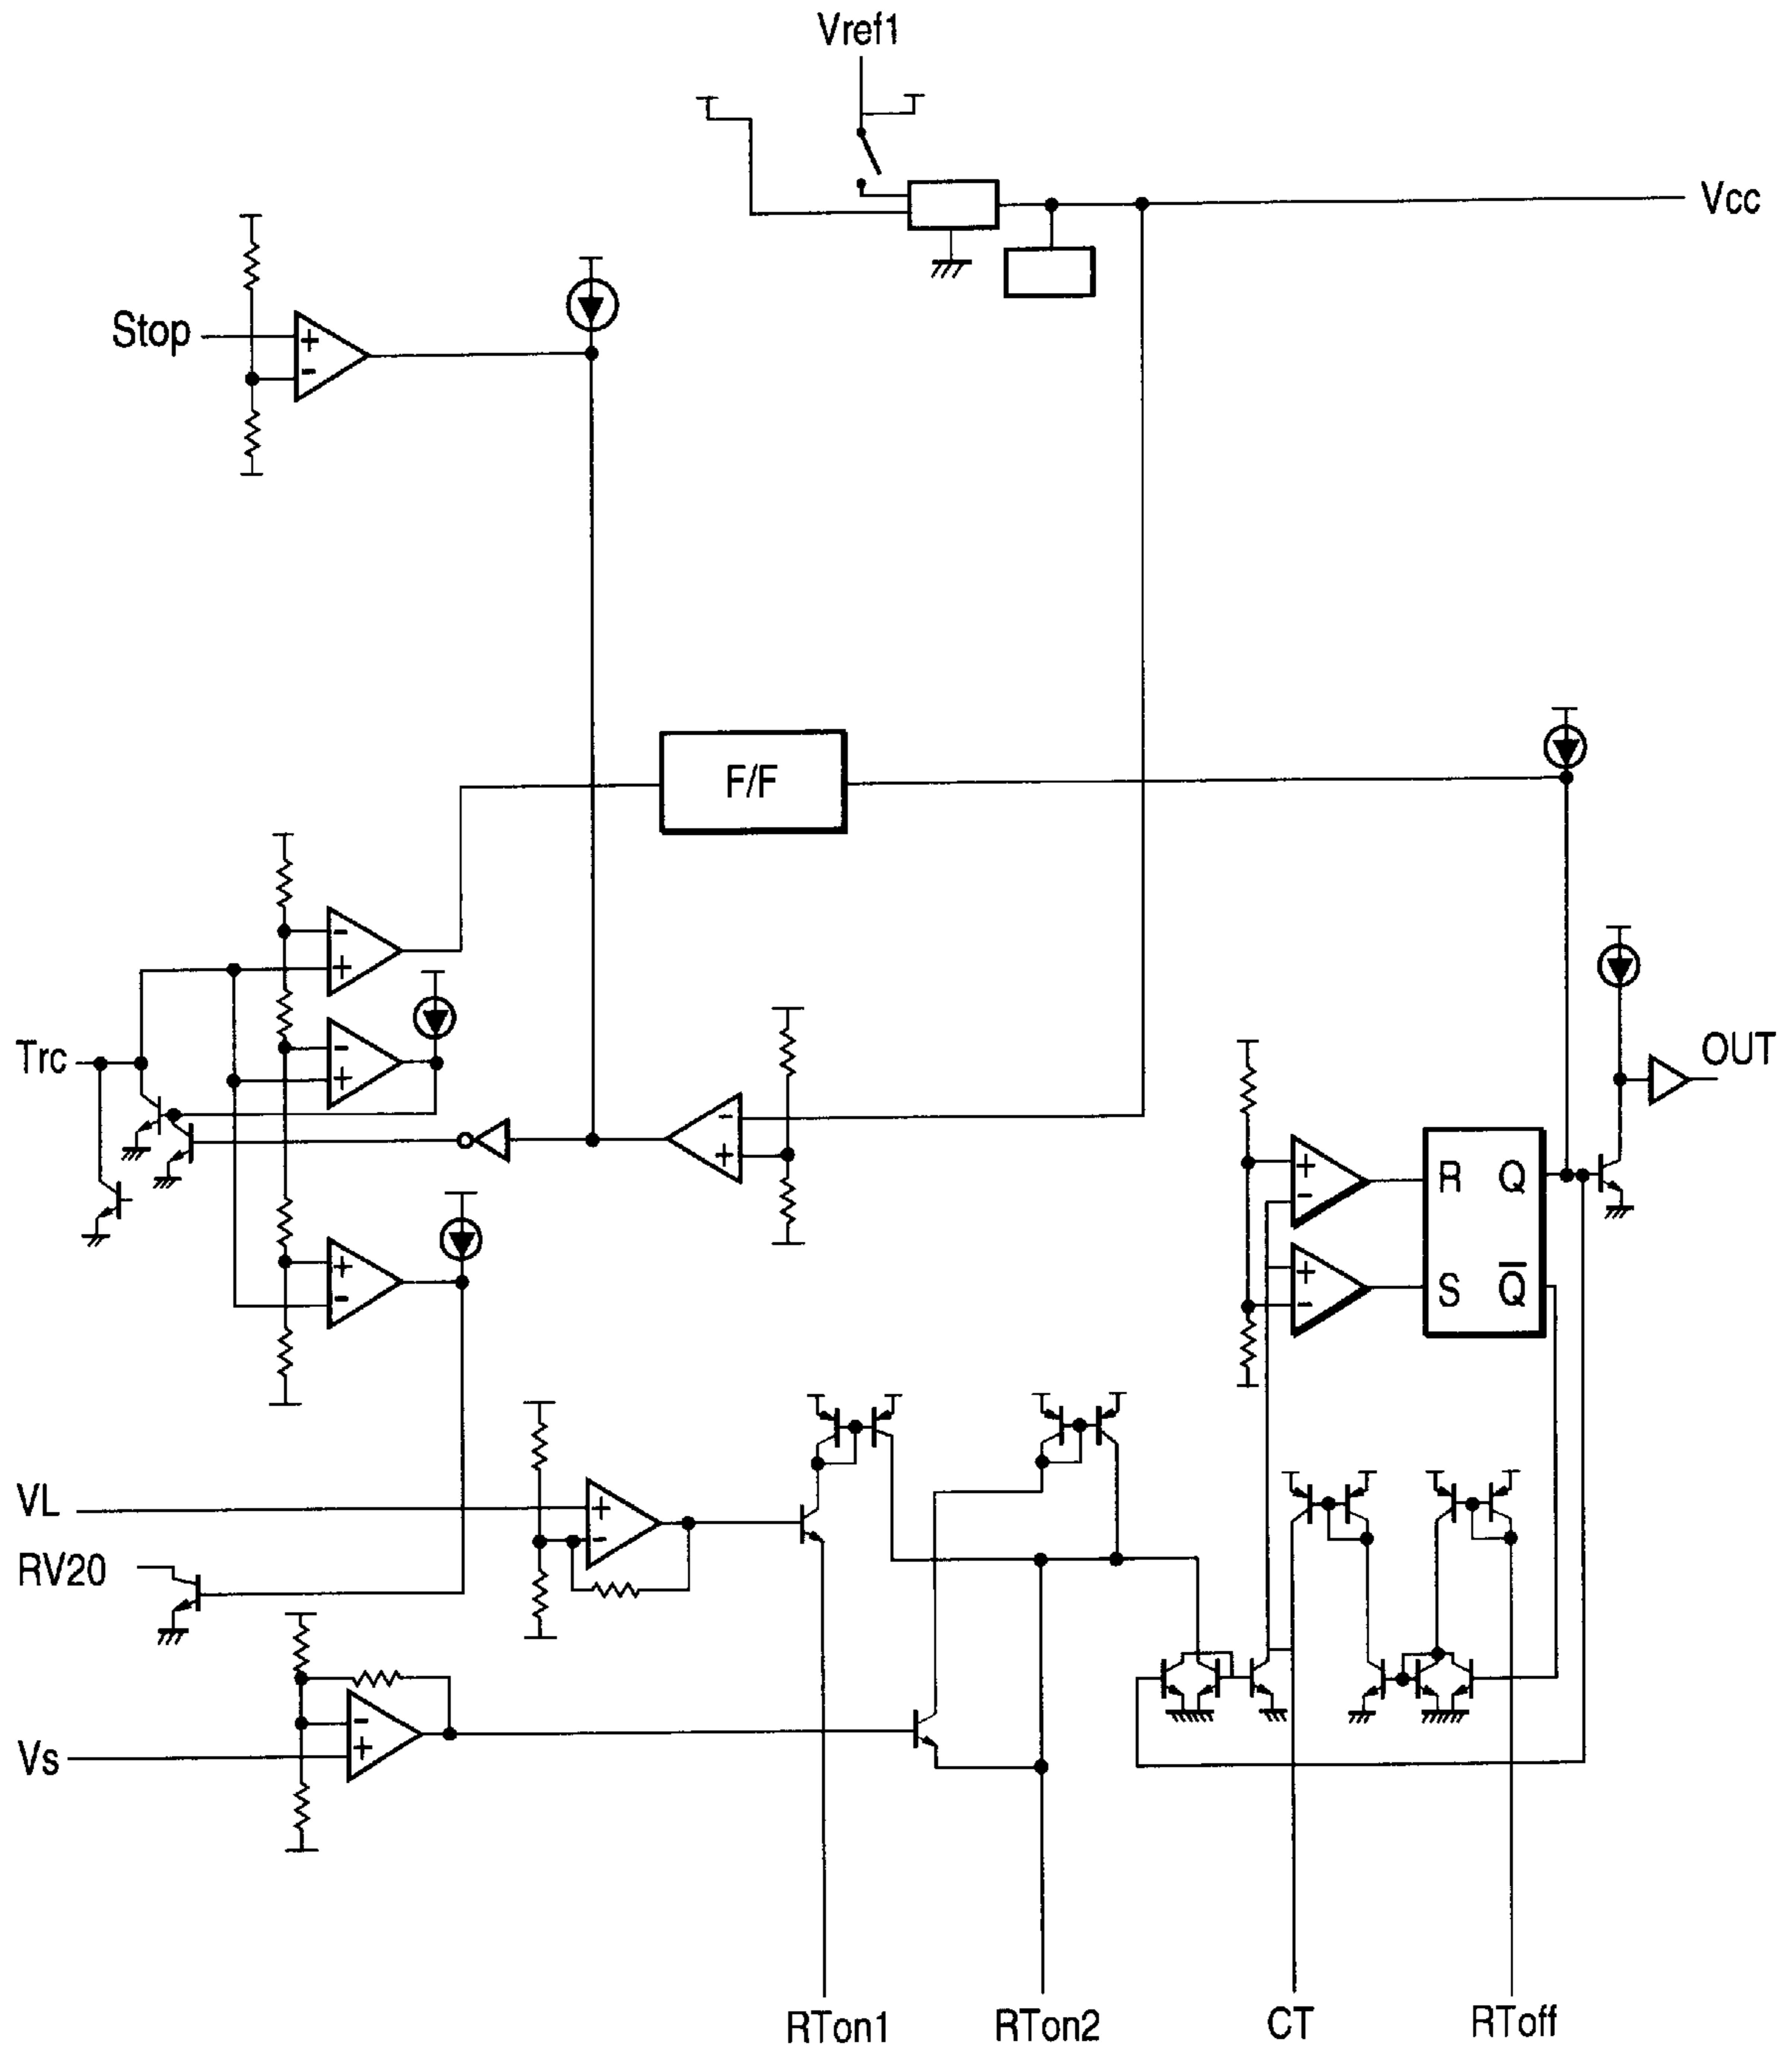 Vref1
Vcc
Stop
+
-
F/F
-
+
-
+
Trc
OUT
-
+
+
-
R Q
+
-
S Q̅
+
-
VL
+
-
RV20
-
+
Vs
RTon1 RTon2 CT RToff